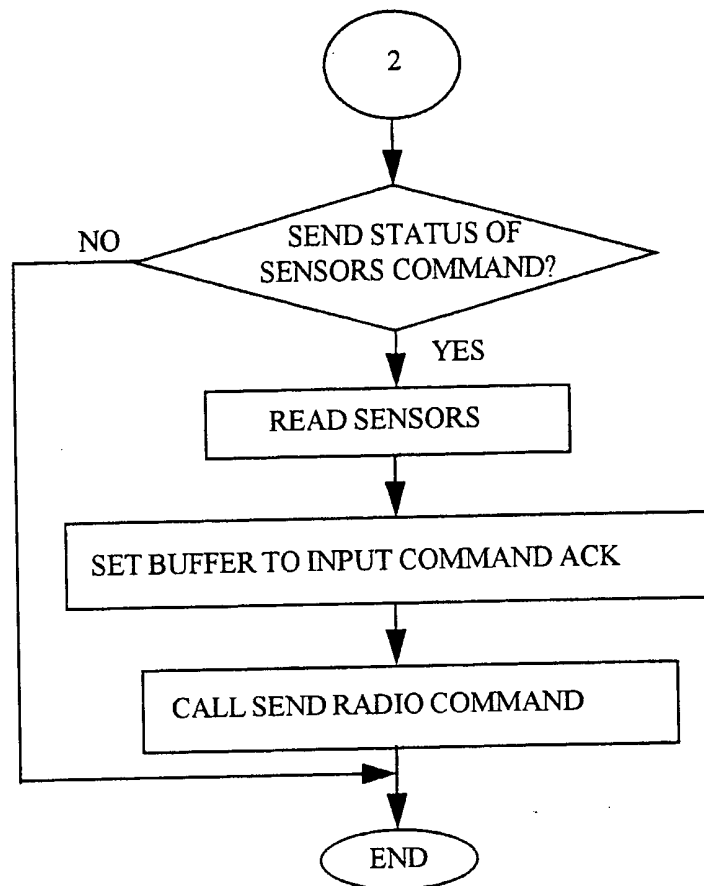 2
SEND STATUS OF
SENSORS COMMAND?
NO
YES
READ SENSORS
SET BUFFER TO INPUT COMMAND ACK
CALL SEND RADIO COMMAND
END